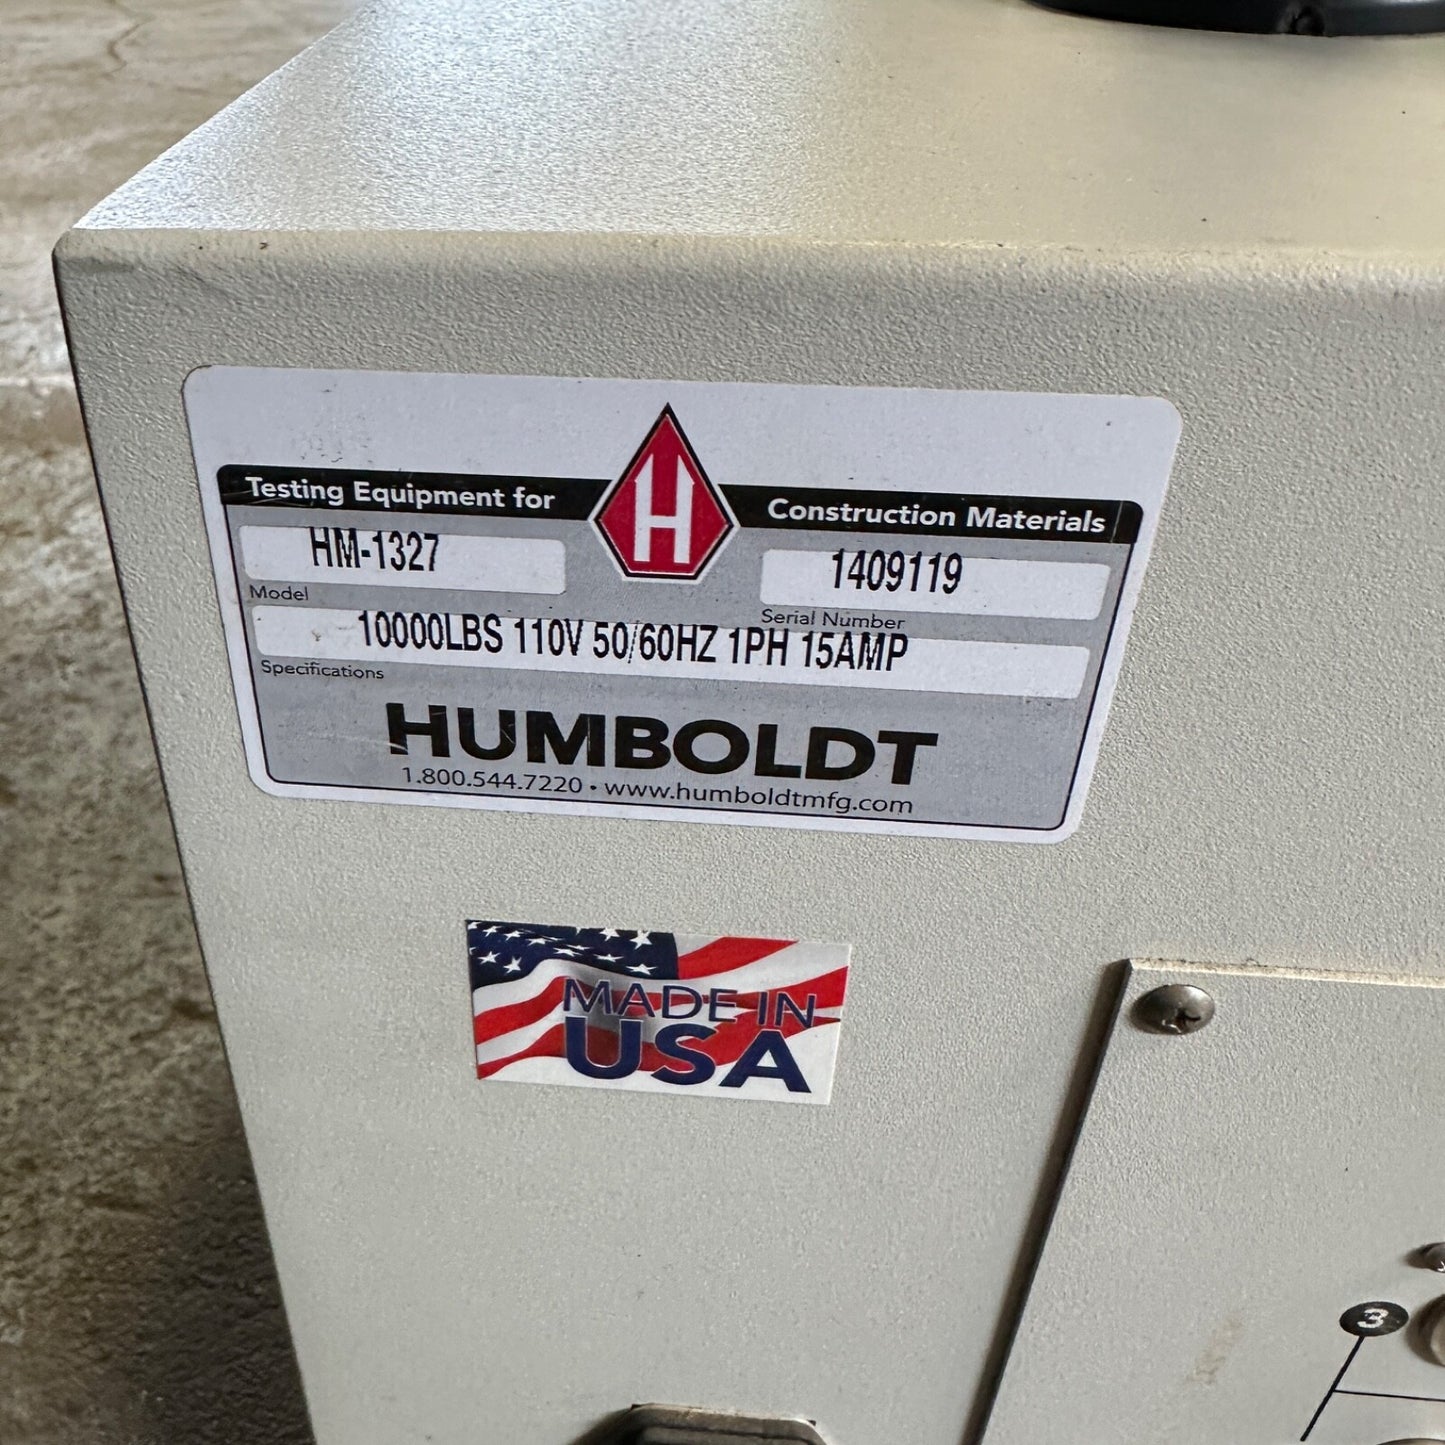 Testing Equipment for H Construction Materials
HM-1327 1409119
Model Serial Number
10000LBS 110V 50/60HZ 1PH 15AMP
Specifications
HUMBOLDT
1.800.544.7220 • www.humboldtmfg.com
MADE IN
USA
3